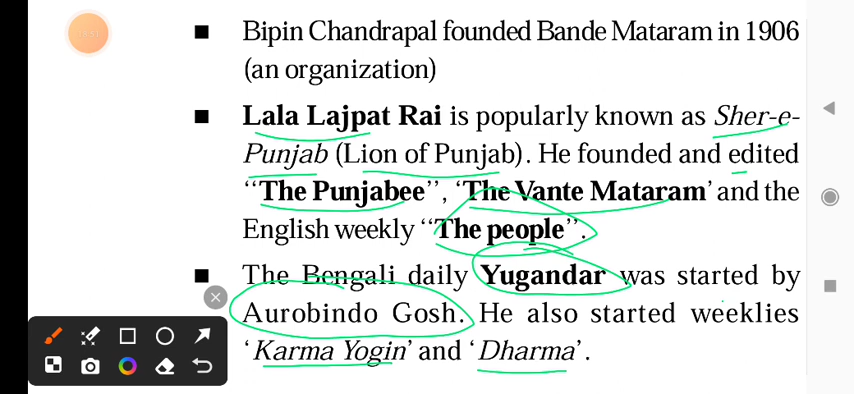 ■ Bipin Chandrapal founded Bande Mataram in 1906
(an organization)
■ Lala Lajpat Rai is popularly known as Sher-e-
Punjab (Lion of Punjab). He founded and edited
‘‘The Punjabee’’, ‘The Vante Mataram’ and the
English weekly ‘‘The people’’.
■ The Bengali daily Yugandar was started by
Aurobindo Gosh. He also started weeklies
‘Karma Yogin’ and ‘Dharma’.